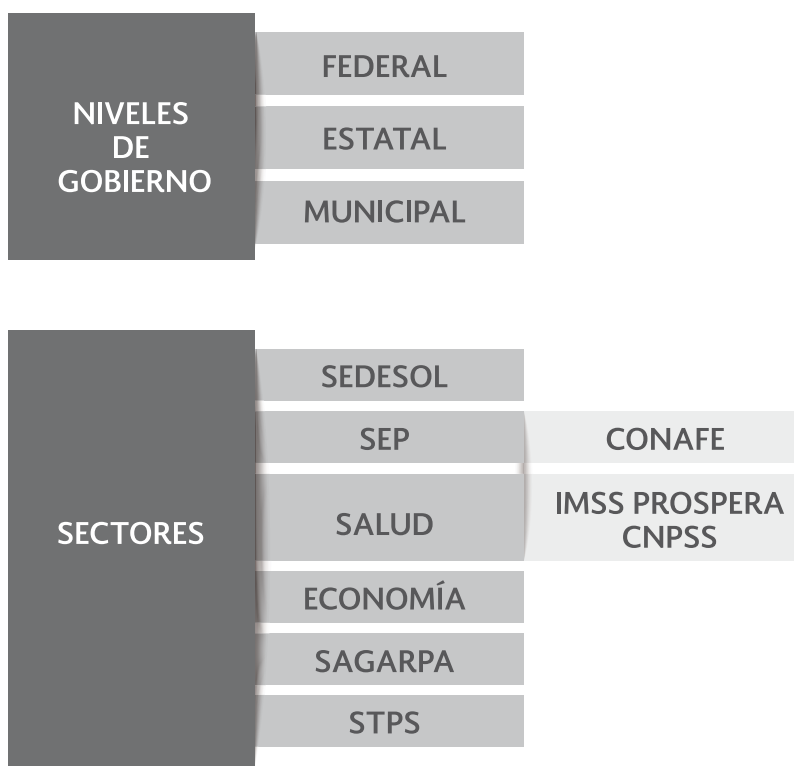 NIVELES
DE
GOBIERNO
FEDERAL
ESTATAL
MUNICIPAL
SECTORES
SEDESOL
SEP
CONAFE
SALUD
IMSS PROSPERA
CNPSS
ECONOMÍA
SAGARPA
STPS